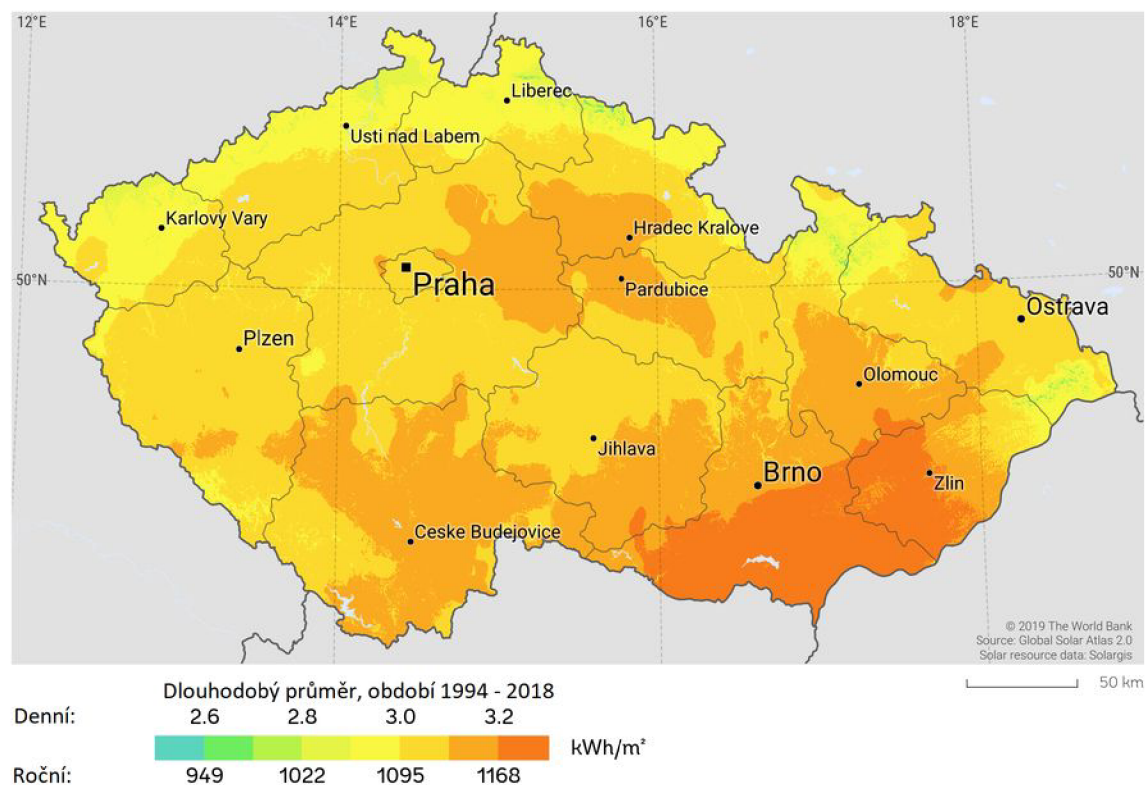 12°E 14°E 16°E 18°E
Liberec
Usti nad Labem
Karlovy Vary
Hradec Kralove
50°N Praha Pardubice 50°N
Ostrava
Plzen
Olomouc
Jihlava
Brno
Zlin
Ceske Budejovice
© 2019 The World Bank
Source: Global Solar Atlas 2.0
Solar resource data: Solargis
50 km
Dlouhodobý průměr, období 1994 - 2018
Denní: 2.6 2.8 3.0 3.2
kWh/m²
Roční: 949 1022 1095 1168